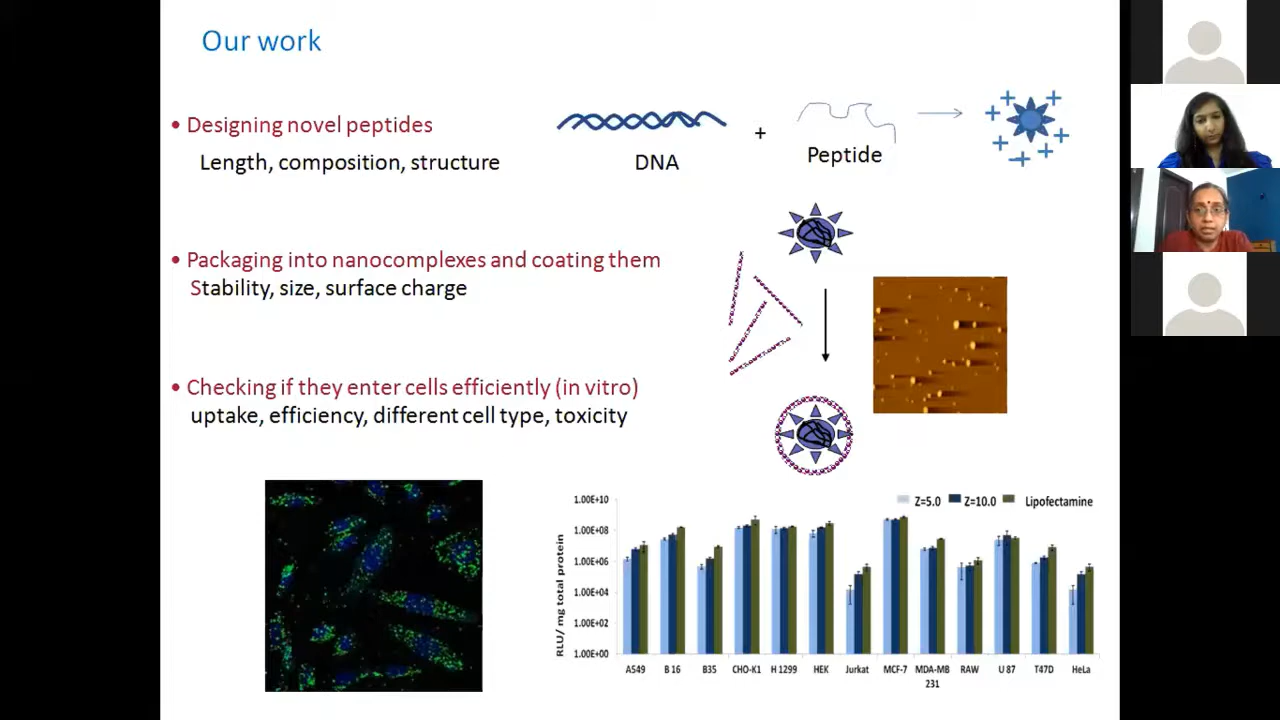 Our work
• Designing novel peptides
Length, composition, structure
DNA
+
Peptide
• Packaging into nanocomplexes and coating them
Stability, size, surface charge
• Checking if they enter cells efficiently (in vitro)
uptake, efficiency, different cell type, toxicity
Z=5.0 Z=10.0 Lipofectamine
RLU/ mg total protein
1.00E+10
1.00E+08
1.00E+06
1.00E+04
1.00E+02
1.00E+00
A549 B 16 B35 CHO-K1 H 1299 HEK Jurkat MCF-7 MDA-MB 231 RAW U 87 T47D HeLa